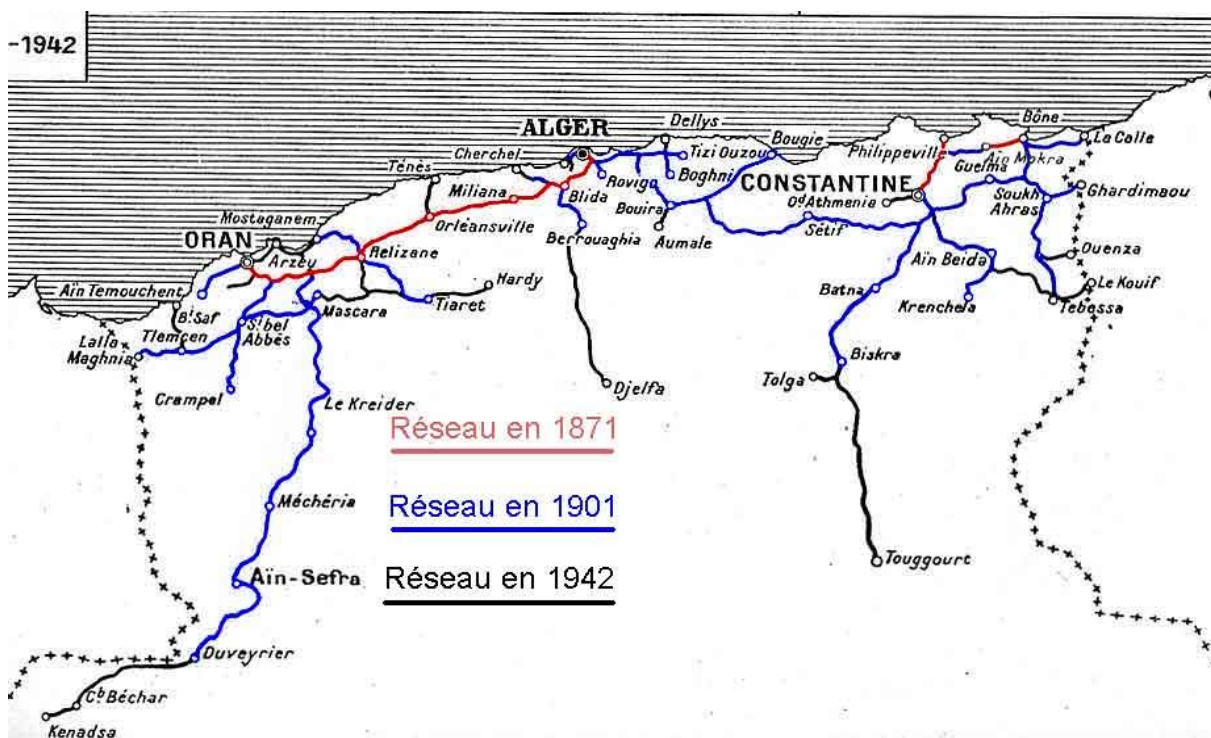 -1942
Dellys
Bône
ALGER
Bougie
La Calle
Cherchel
Tizi Ouzou
Philippeville
Aïn Mokra
Ténès
Rovigo
Boghni
Guelma
Miliana
Blida
CONSTANTINE
Ghardimaou
Mostaganem
Orléansville
Bouira
Od Athmenia
Soukh
Ahras
ORAN
Berrouaghia
Aumale
Sétif
Arzeu
Relizane
Ouenza
Aïn Beida
Aïn Temouchent
Hardy
Le Kouif
Bt Saf
Mascara
Tiaret
Batna
Krenchela
Tebessa
Tlemçen
St bel
Abbès
Lalla
Maghnia
Biskra
Crampel
Le Kreider
Djelfa
Tolga
Réseau en 1871
Méchéria
Réseau en 1901
Touggourt
Aïn-Sefra
Réseau en 1942
Duveyrier
Cb Béchar
Kenadsa